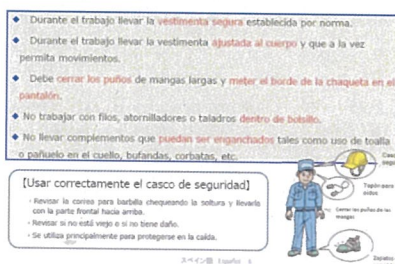 ◆ Durante el trabajo llevar la vestimenta segura establecida por norma.
◆ Durante el trabajo llevar la vestimenta ajustada al cuerpo y que a la vez
permita movimientos.
◆ Debe cerrar los puños de mangas largas y meter el borde de la chaqueta en el
pantalón.
◆ No trabajar con filos, atornilladores o taladros dentro de bolsillo.
◆ No llevar complementos que puedan ser enganchados tales como uso de toalla
o pañuelo en el cuello, bufandas, corbatas, etc.
【Usar correctamente el casco de seguridad】
· Revisar la correa para barbilla chequeando la soltura y llevarlo
con la parte frontal hacia arriba.
· Revisar si no está viejo o si no tiene daño.
· Se utiliza principalmente para protegerse en la caída.
Tapón para
oídos
Cerrar los puños de las
mangas
Zapatos
スペイン語 Español